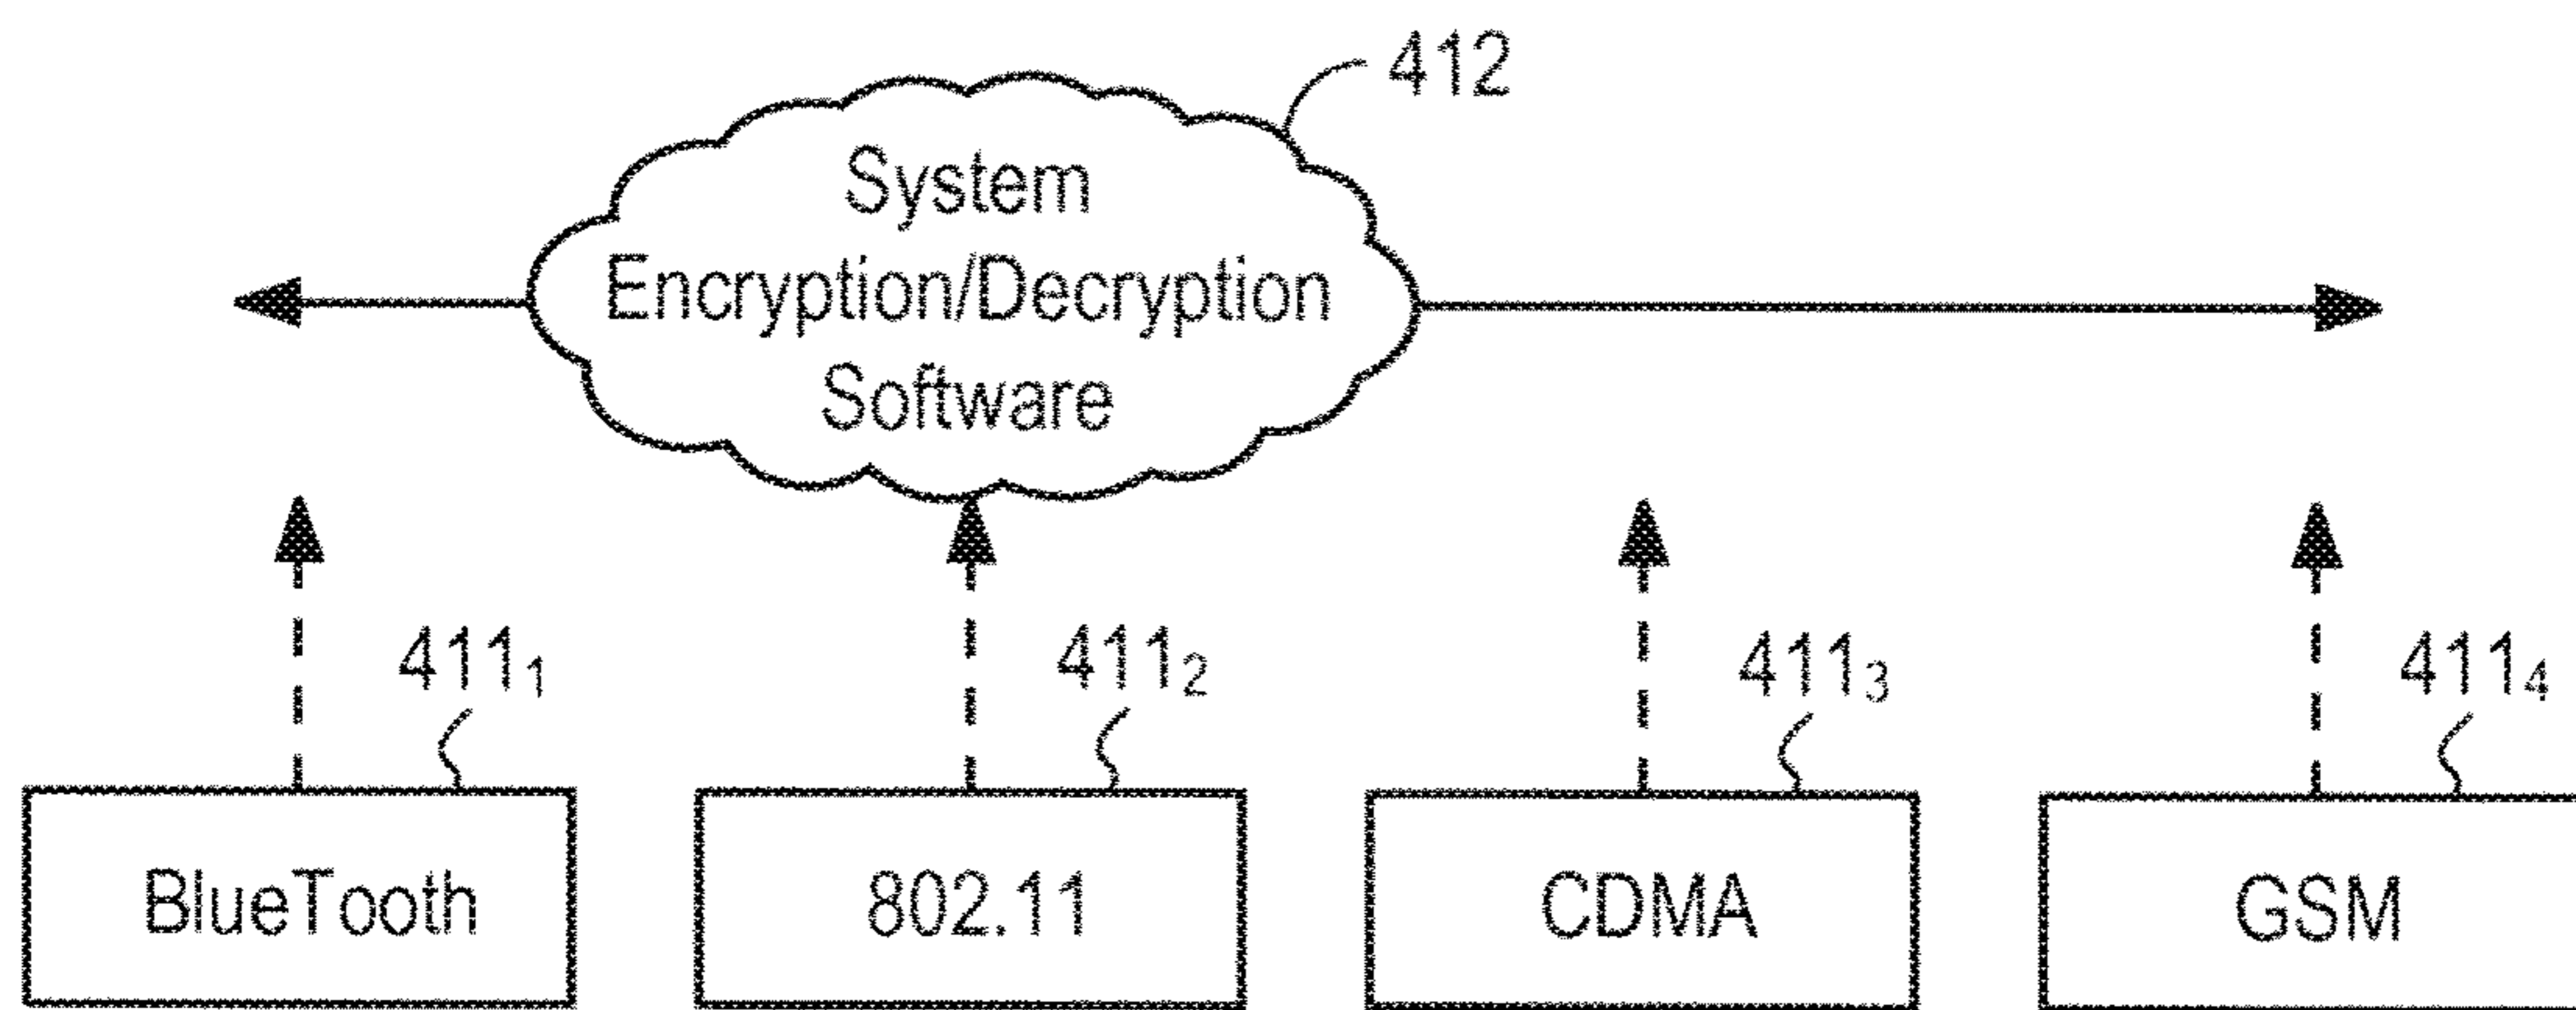 412
System
Encryption/Decryption
Software
411₁ 411₂ 411₃ 411₄
BlueTooth 802.11 CDMA GSM